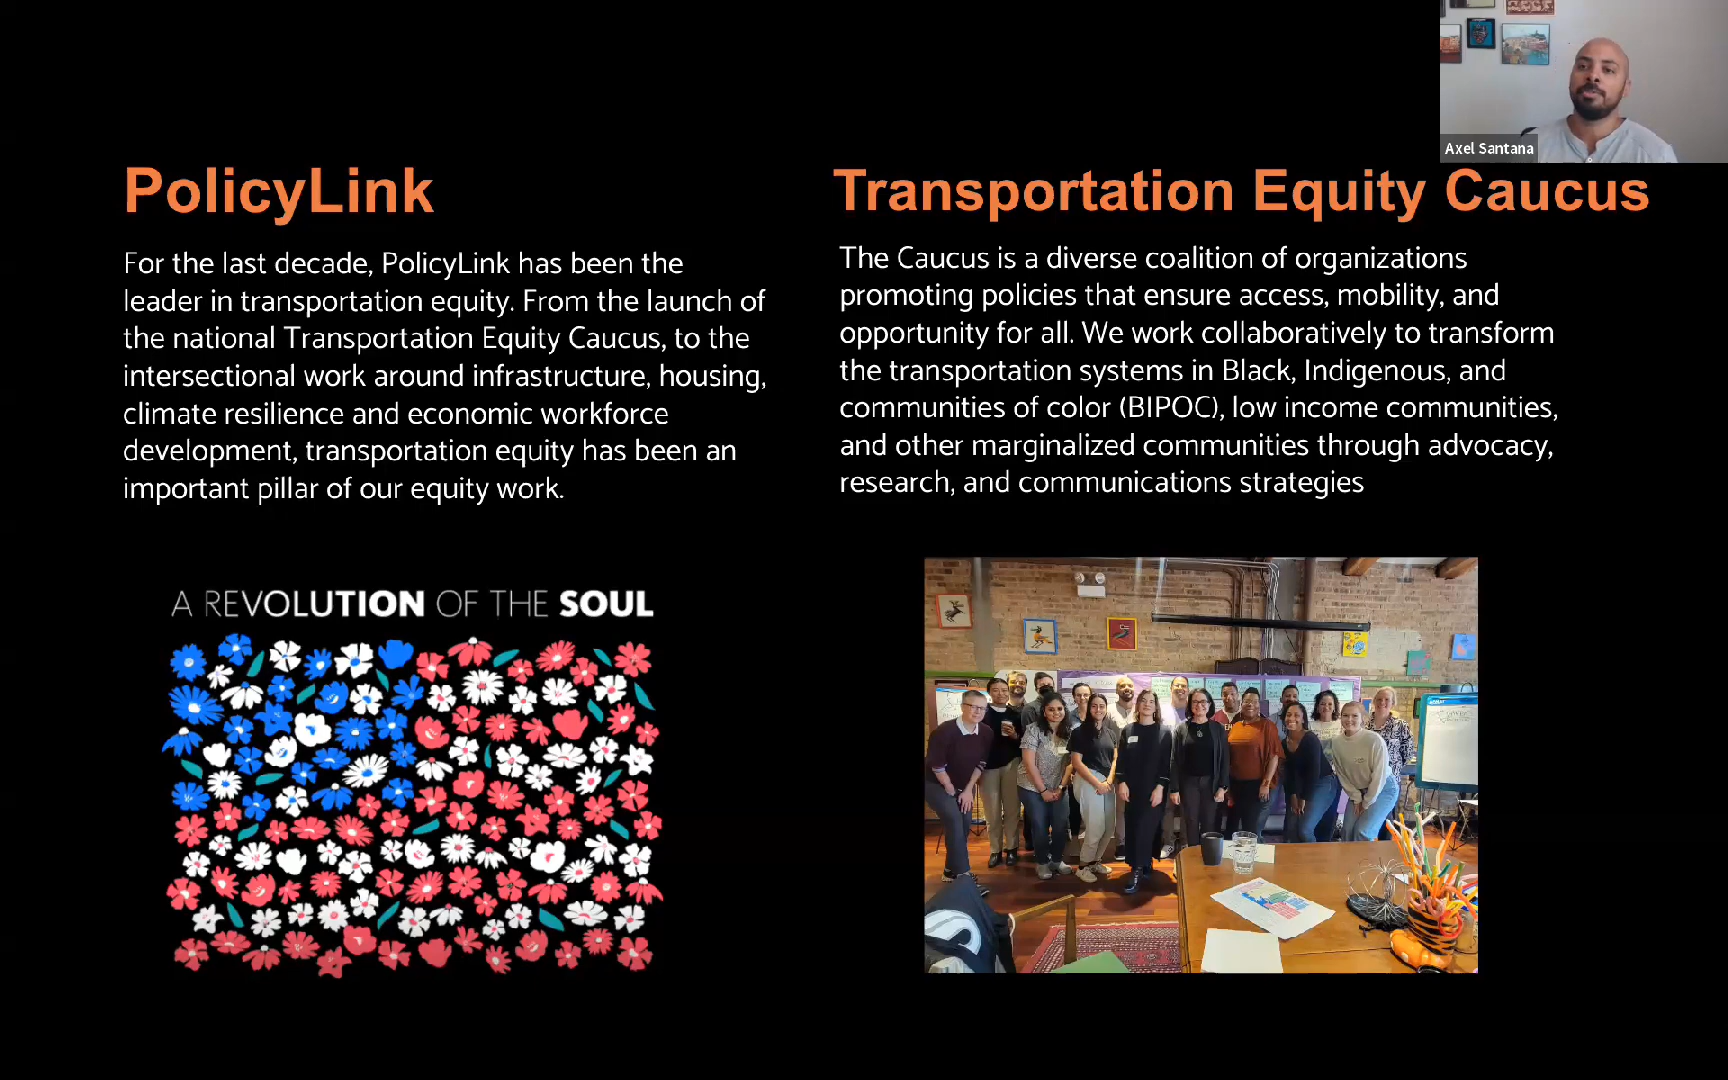 Axel Santana
PolicyLink
For the last decade, PolicyLink has been the
leader in transportation equity. From the launch of
the national Transportation Equity Caucus, to the
intersectional work around infrastructure, housing,
climate resilience and economic workforce
development, transportation equity has been an
important pillar of our equity work.
A REVOLUTION OF THE SOUL
Transportation Equity Caucus
The Caucus is a diverse coalition of organizations
promoting policies that ensure access, mobility, and
opportunity for all. We work collaboratively to transform
the transportation systems in Black, Indigenous, and
communities of color (BIPOC), low income communities,
and other marginalized communities through advocacy,
research, and communications strategies